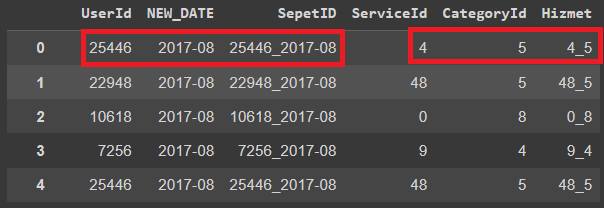 UserId NEW_DATE SepetID ServiceId CategoryId Hizmet
0 25446 2017-08 25446_2017-08 4 5 4_5
1 22948 2017-08 22948_2017-08 48 5 48_5
2 10618 2017-08 10618_2017-08 0 8 0_8
3 7256 2017-08 7256_2017-08 9 4 9_4
4 25446 2017-08 25446_2017-08 48 5 48_5